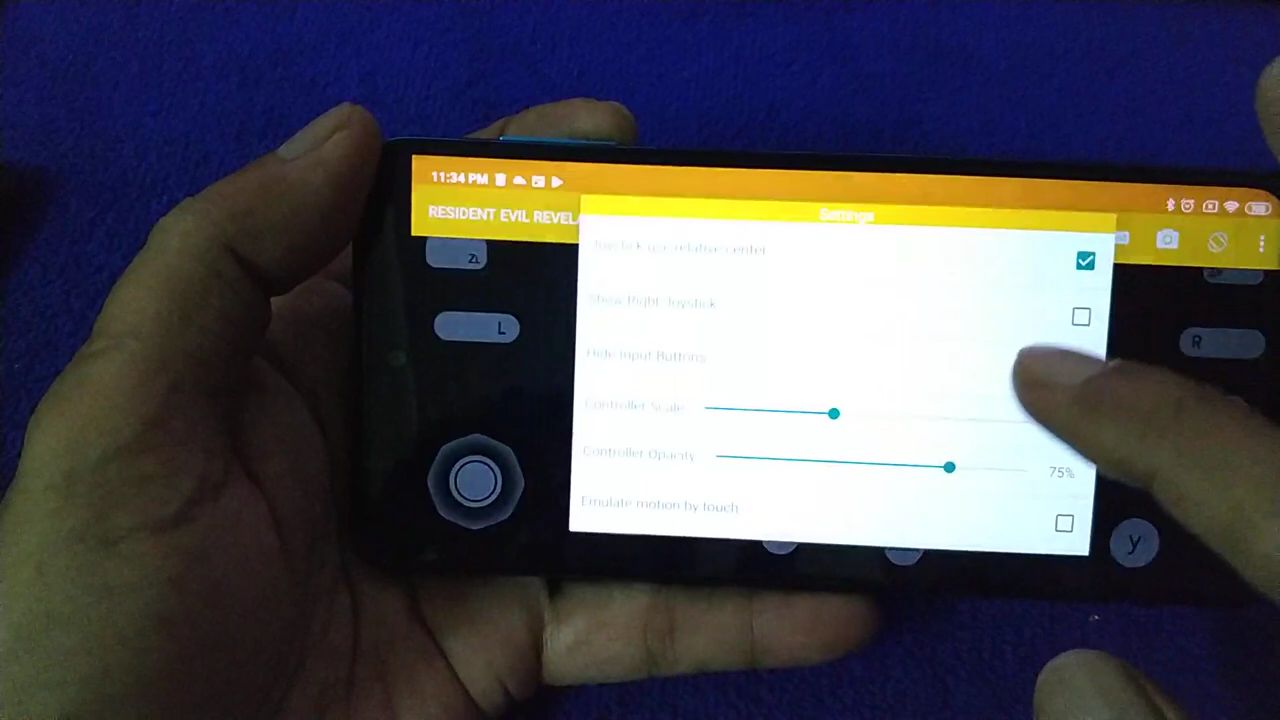 11:34 PM
RESIDENT EVIL REVEL
Settings
Joystick use relative center
Show Right Joystick
Hide Input Buttons
Controller Scale
Controller Opacity
75%
Emulate motion by touch
ZL
L
R
y